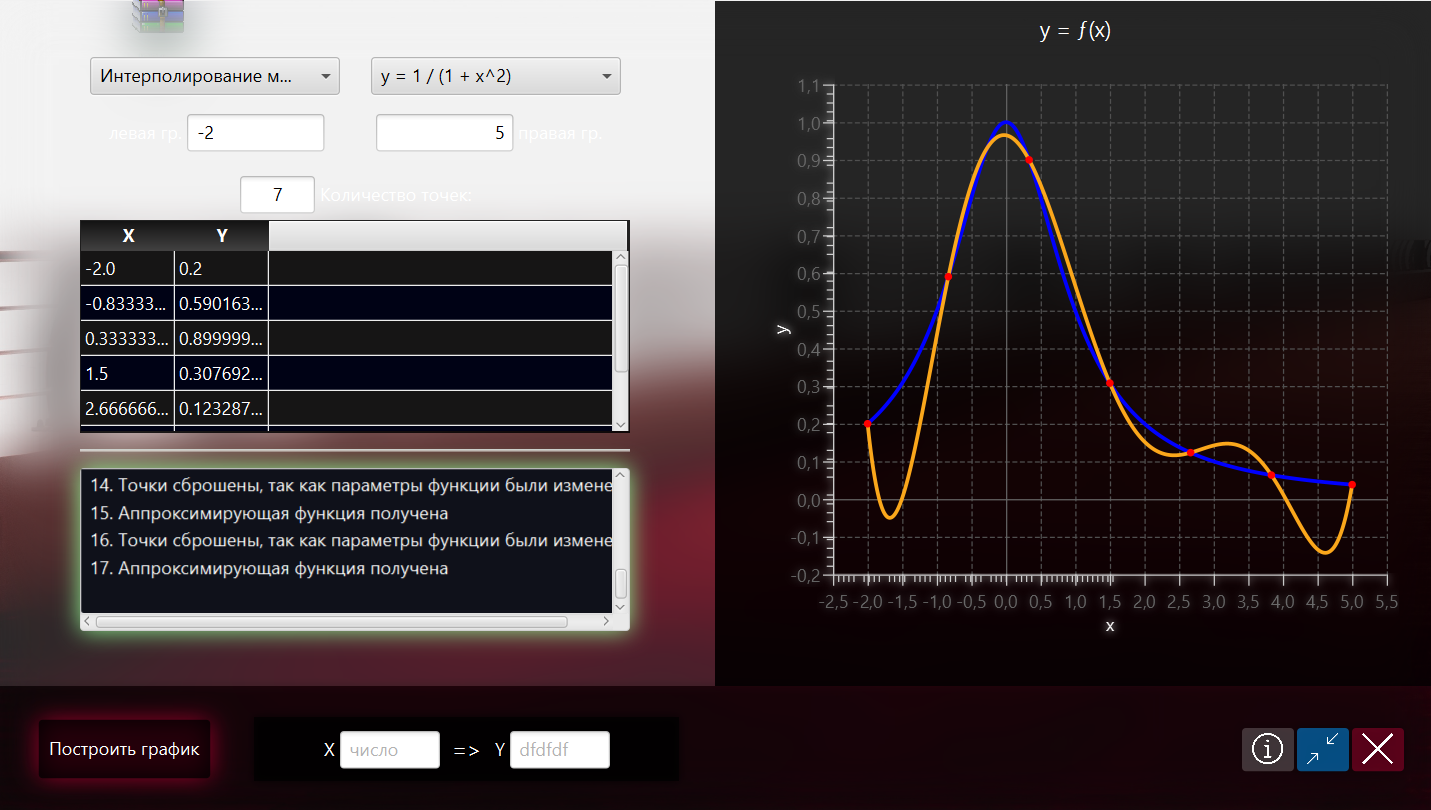 Интерполирование м...
y = 1 / (1 + x^2)
левая гр. -2
5 правая гр.
7 Количество точек:
X Y
-2.0 0.2
-0.83333... 0.590163...
0.333333... 0.899999...
1.5 0.307692...
2.666666... 0.123287...
14. Точки сброшены, так как параметры функции были измене
15. Аппроксимирующая функция получена
16. Точки сброшены, так как параметры функции были измене
17. Аппроксимирующая функция получена
y = ƒ(x)
1,1
1,0
0,9
0,8
0,7
0,6
0,5
0,4
0,3
0,2
0,1
0,0
-0,1
-0,2
y
-2,5 -2,0 -1,5 -1,0 -0,5 0,0 0,5 1,0 1,5 2,0 2,5 3,0 3,5 4,0 4,5 5,0 5,5
x
Построить график
X число => Y dfdfdf